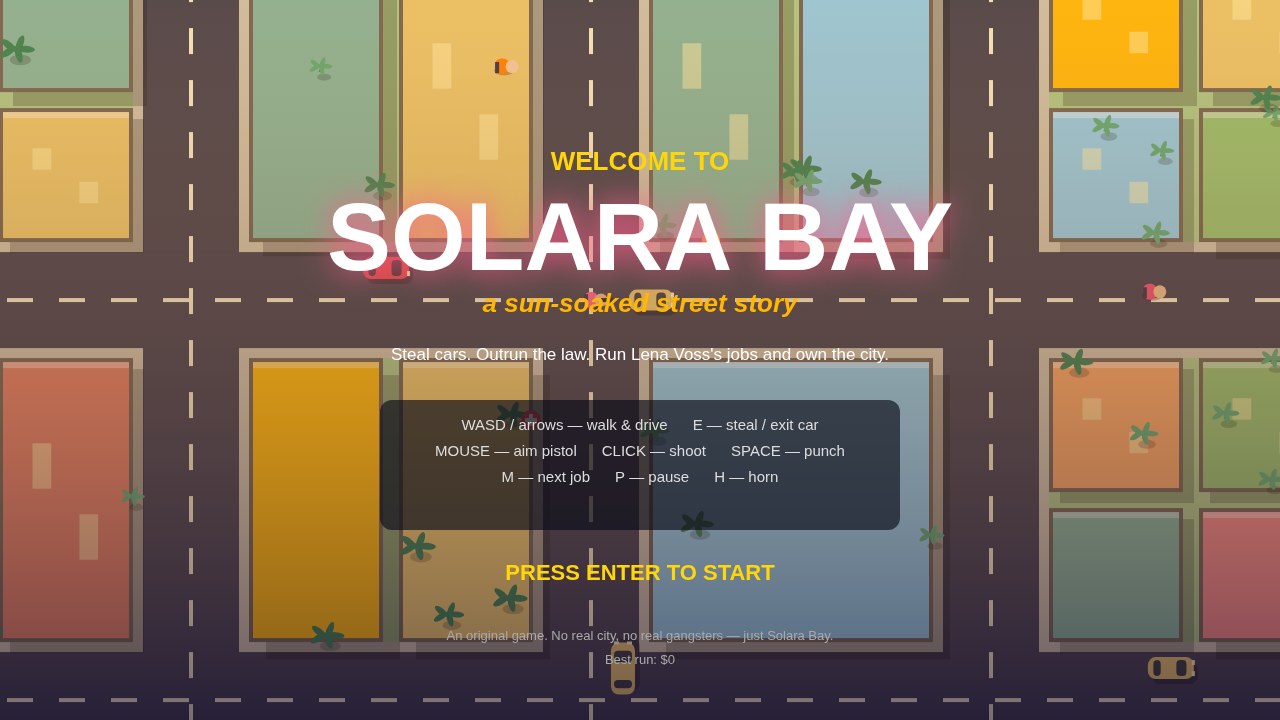 WELCOME TO
SOLARA BAY
a sun-soaked street story
Steal cars. Outrun the law. Run Lena Voss's jobs and own the city.
WASD / arrows — walk & drive E — steal / exit car
MOUSE — aim pistol CLICK — shoot SPACE — punch
M — next job P — pause H — horn
PRESS ENTER TO START
An original game. No real city, no real gangsters — just Solara Bay.
Best run: $0